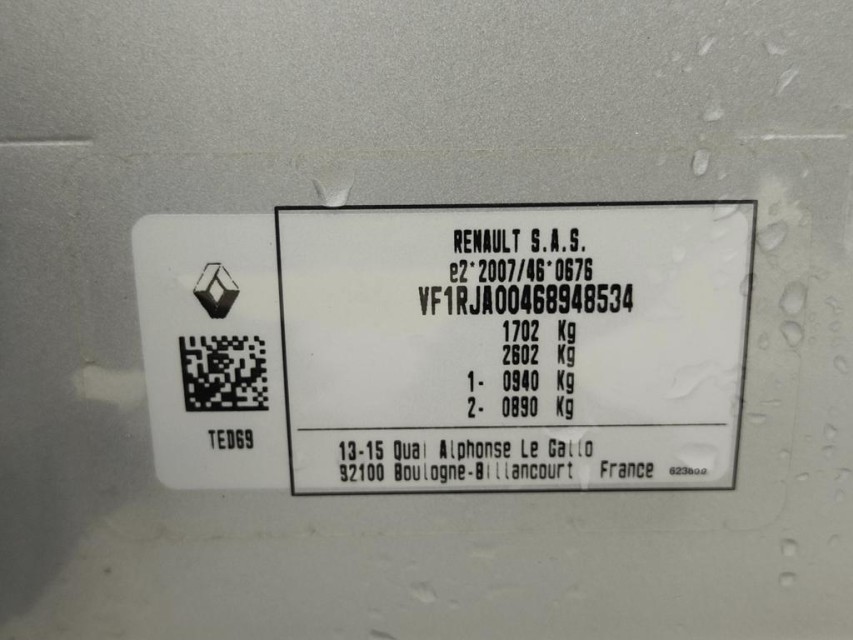 RENAULT S.A.S.
e2*2007/46*0676
VF1RJA00468948534
1702 Kg
2602 Kg
1- 0940 Kg
2- 0890 Kg
TED69
13-15 Quai Alphonse Le Gallo
92100 Boulogne-Billancourt France